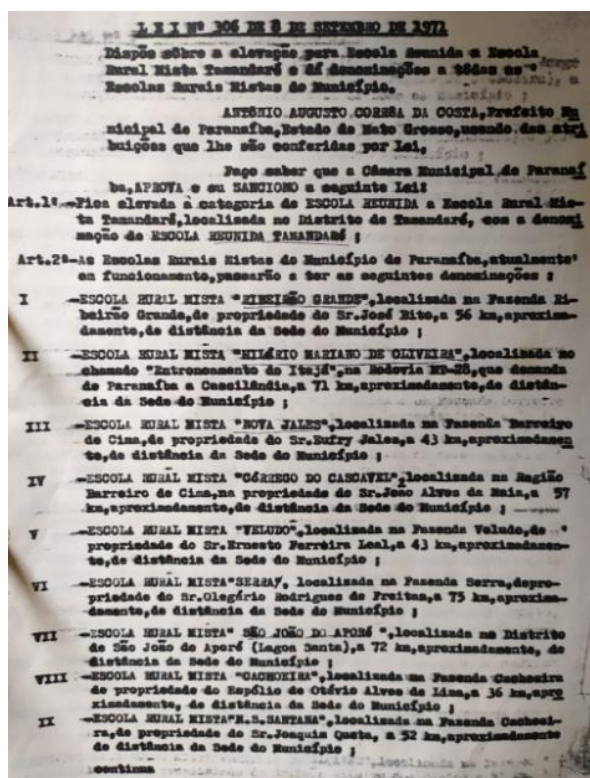 L E I Nº 306 DE 8 DE SETEMBRO DE 1971
Dispõe sôbre a elevação para Escola Reunida a Escola
Rural Mista Tamandaré e dá denominações a tôdas as
Escolas Rurais Mistas do Município.
ANTÔNIO AUGUSTO CORRÊA DA COSTA,Prefeito Mu
nicipal de Paranaíba,Estado de Mato Grosso,usando das atri
buições que lhe são conferidas por Lei,
Faço saber que a Câmara Municipal de Paranaí
ba,APROVA e eu SANCIONO a seguinte Lei:
Art.1º-Fica elevada a categoria de ESCOLA REUNIDA a Escola Rural Mis-
ta Tamandaré,localizada no Distrito de Tamandaré, com a denomi
nação de ESCOLA REUNIDA TAMANDARÉ ;
Art.2º-As Escolas Rurais Mistas do Município de Paranaíba,atualmente'
em funcionamento,passarão a ter as seguintes denominações :
I -ESCOLA RURAL MISTA "RIBEIRÃO GRANDE",localizada na Fazenda Ri-
beirão Grande,de propriedade do Sr.José Rito,a 56 km,aproxima-
damente,de distância da Sede do Município ;
II -ESCOLA RURAL MISTA "HILÁRIO MARIANO DE OLIVEIRA",localizada no
chamado "Entroncamento do Itajá",na Rodovia MT-28,que demanda
de Paranaíba a Cassilândia,a 71 km,aproximadamente,de distân-
cia da Sede do Município ;
III -ESCOLA RURAL MISTA "NOVA JALES",localizada na Fazenda Barreiro
de Cima,de propriedade do Sr.Eufry Jales,a 43 km,aproximadamen
te,de distância da Sede do Município ;
IV -ESCOLA RURAL MISTA "CÓRREGO DO CASCAVEL",localizada na Região
Barreiro de Cima,na propriedade do Sr.João Alves da Maia,a 57
km,aproximadamente,de distância da Sede do Município ;
V -ESCOLA RURAL MISTA "VELUDO",localizada na Fazenda Veludo,de '
propriedade do Sr.Ernesto Ferreira Leal,a 43 km,aproximadamen-
te,de distância da Sede do Município ;
VI -ESCOLA RURAL MISTA"SERRA", localizada na Fazenda Serra,depro-
priedade do Sr.Olegário Rodrigues de Freitas,a 75 km,aproxima-
damente,de distância da Sede do Município ;
VII -ESCOLA RURAL MISTA" SÃO JOÃO DO APORÉ ",localizada no Distrito
de São João do Aporé (Lagoa Santa),a 72 km,aproximadamente, de
distância da Sede do Município ;
VIII -ESCOLA RURAL MISTA "CACHOEIRA",localizada na Fazenda Cachoeira
de propriedade do Espólio de Otávio Alves de Lima,a 36 km,apro
ximadamente, de distância da Sede do Município ;
IX -ESCOLA RURAL MISTA"N.S.SANTANA",localizada na Fazenda Cachoei-
ra,de propriedade do Sr.Joaquim Queta, a 52 km,aproximadamente
de distância da Sede do Município ;
continua